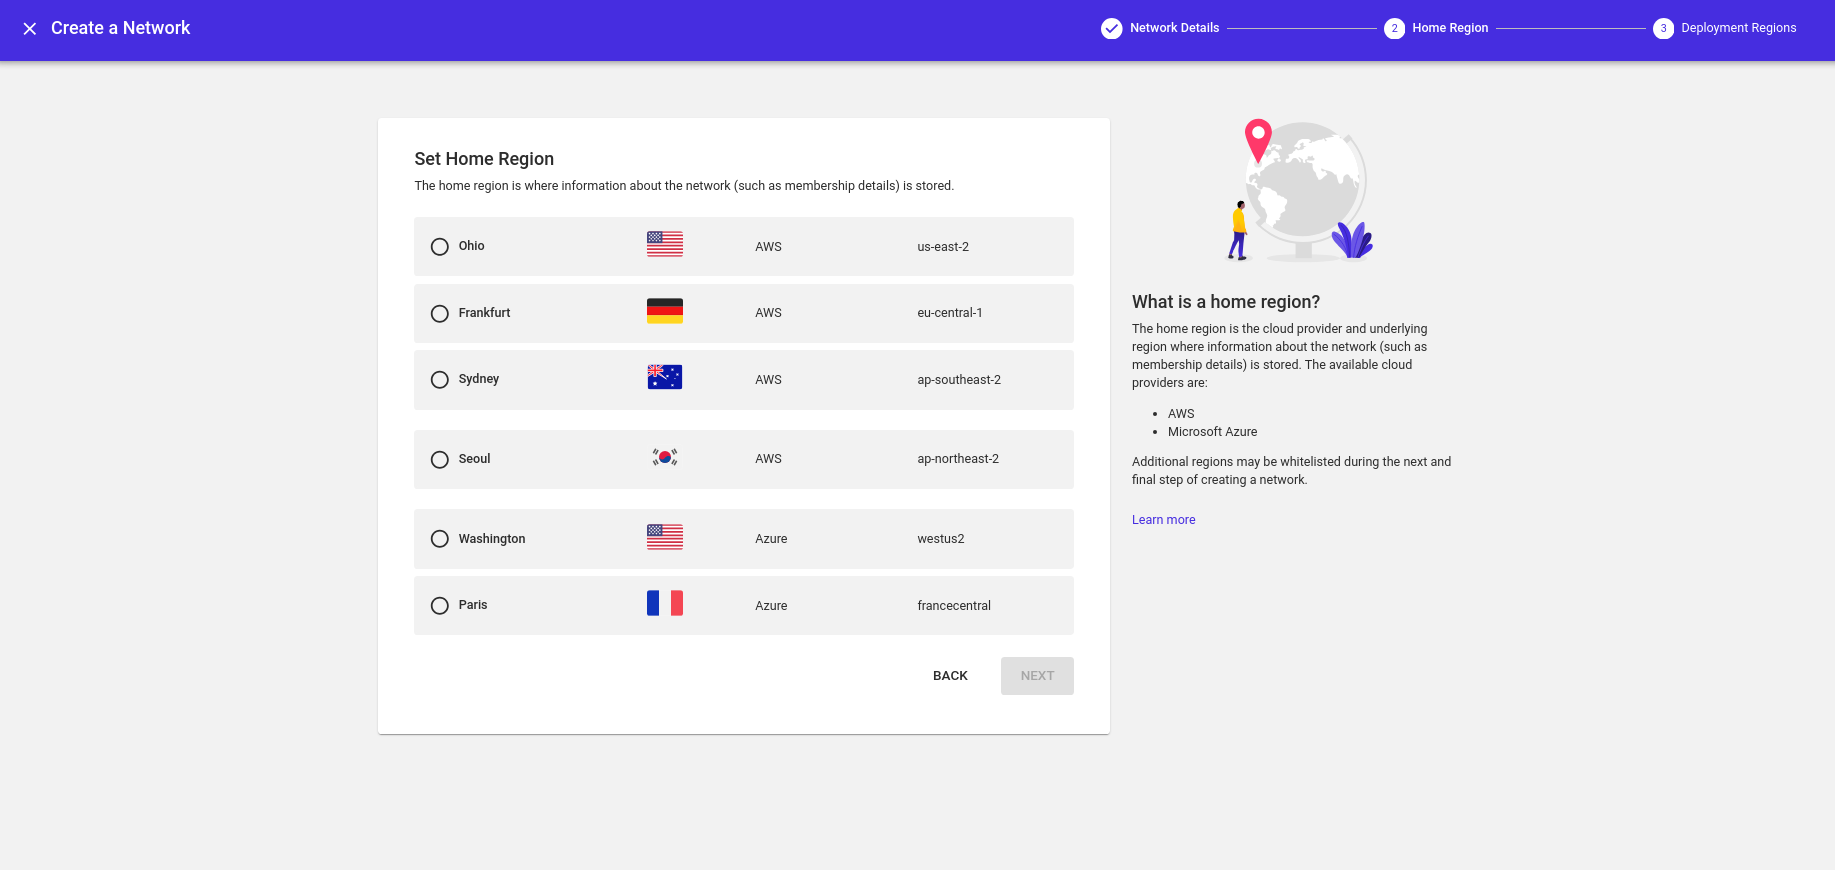 Create a Network
Network Details
2 Home Region
3 Deployment Regions
Set Home Region
The home region is where information about the network (such as membership details) is stored.
Ohio AWS us-east-2
Frankfurt AWS eu-central-1
Sydney AWS ap-southeast-2
Seoul AWS ap-northeast-2
Washington Azure westus2
Paris Azure francecentral
BACK NEXT
What is a home region?
The home region is the cloud provider and underlying
region where information about the network (such as
membership details) is stored. The available cloud
providers are:
• AWS
• Microsoft Azure
Additional regions may be whitelisted during the next and
final step of creating a network.
Learn more